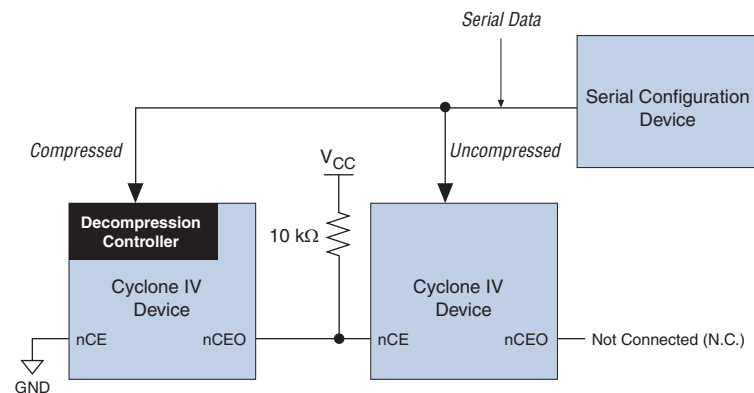 Serial Data
Serial Configuration
Device
Compressed
Uncompressed
VCC
Decompression
Controller
10 kΩ
Cyclone IV
Device
Cyclone IV
Device
nCE
nCEO
nCE
nCEO
Not Connected (N.C.)
GND